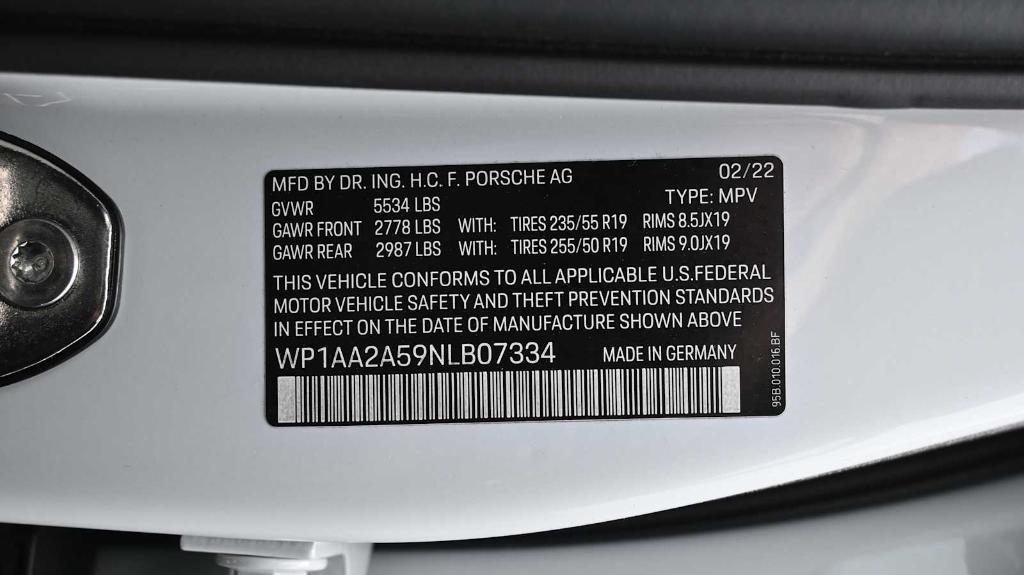 MFD BY DR. ING. H.C. F. PORSCHE AG 02/22
TYPE: MPV
GVWR 5534 LBS
GAWR FRONT 2778 LBS WITH: TIRES 235/55 R19 RIMS 8.5JX19
GAWR REAR 2987 LBS WITH: TIRES 255/50 R19 RIMS 9.0JX19
THIS VEHICLE CONFORMS TO ALL APPLICABLE U.S.FEDERAL
MOTOR VEHICLE SAFETY AND THEFT PREVENTION STANDARDS
IN EFFECT ON THE DATE OF MANUFACTURE SHOWN ABOVE
WP1AA2A59NLB07334 MADE IN GERMANY
95B.010.016.BF